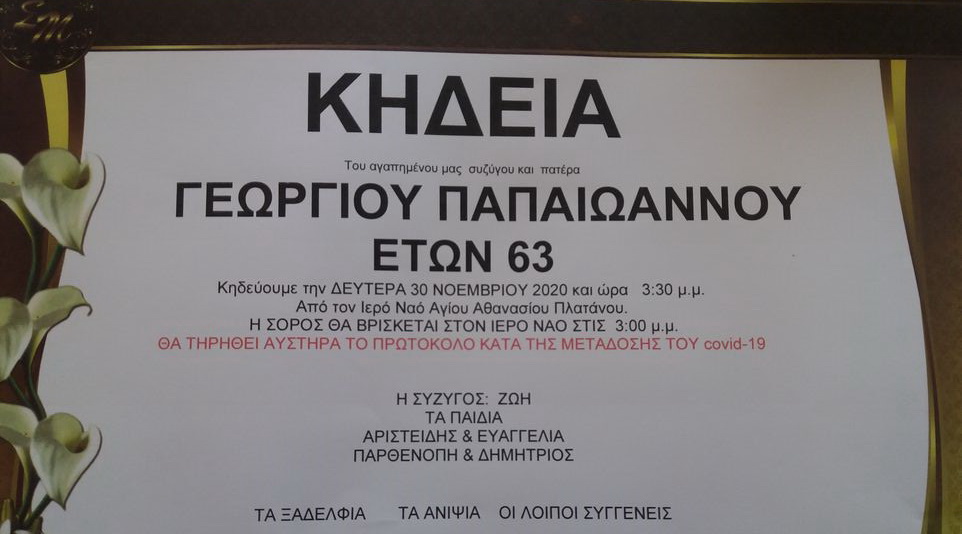 ΣΜ
ΚΗΔΕΙΑ
Του αγαπημένου μας συζύγου και πατέρα
ΓΕΩΡΓΙΟΥ ΠΑΠΑΙΩΑΝΝΟΥ
ΕΤΩΝ 63
Κηδεύουμε την ΔΕΥΤΕΡΑ 30 ΝΟΕΜΒΡΙΟΥ 2020 και ώρα 3:30 μ.μ.
Από τον Ιερό Ναό Αγίου Αθανασίου Πλατάνου.
Η ΣΟΡΟΣ ΘΑ ΒΡΙΣΚΕΤΑΙ ΣΤΟΝ ΙΕΡΟ ΝΑΟ ΣΤΙΣ 3:00 μ.μ.
ΘΑ ΤΗΡΗΘΕΙ ΑΥΣΤΗΡΑ ΤΟ ΠΡΩΤΟΚΟΛΟ ΚΑΤΑ ΤΗΣ ΜΕΤΑΔΟΣΗΣ ΤΟΥ covid-19
Η ΣΥΖΥΓΟΣ: ΖΩΗ
ΤΑ ΠΑΙΔΙΑ
ΑΡΙΣΤΕΙΔΗΣ & ΕΥΑΓΓΕΛΙΑ
ΠΑΡΘΕΝΟΠΗ & ΔΗΜΗΤΡΙΟΣ
ΤΑ ΞΑΔΕΛΦΙΑ ΤΑ ΑΝΙΨΙΑ ΟΙ ΛΟΙΠΟΙ ΣΥΓΓΕΝΕΙΣ